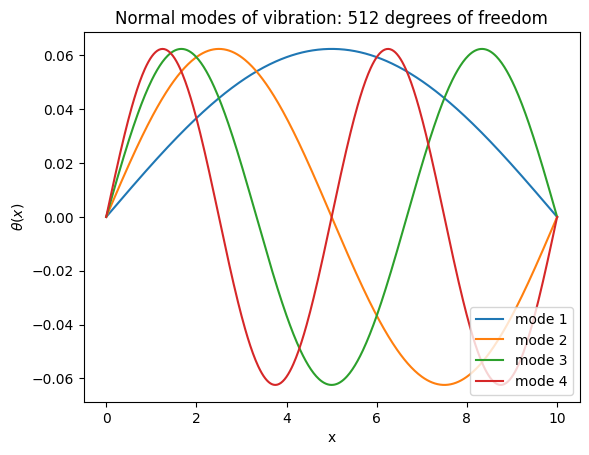 Normal modes of vibration: 512 degrees of freedom
θ(x)
0.06
0.04
0.02
0.00
−0.02
−0.04
−0.06
mode 1
mode 2
mode 3
mode 4
0 2 4 6 8 10
x